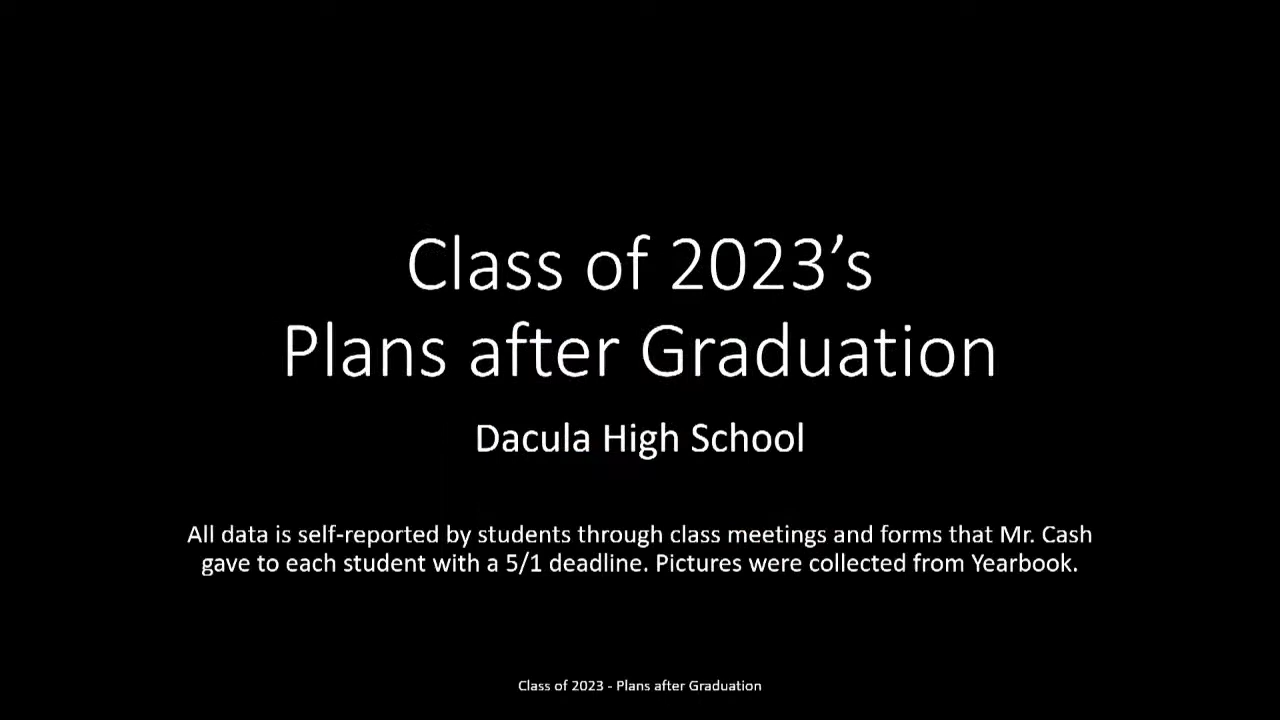 Class of 2023’s
Plans after Graduation
Dacula High School
All data is self-reported by students through class meetings and forms that Mr. Cash
gave to each student with a 5/1 deadline. Pictures were collected from Yearbook.
Class of 2023 - Plans after Graduation